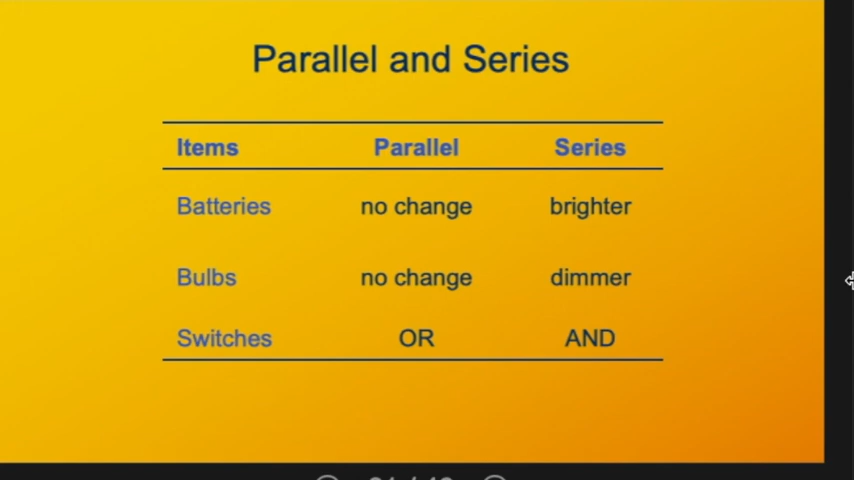 Parallel and Series
Items Parallel Series
Batteries no change brighter
Bulbs no change dimmer
Switches OR AND